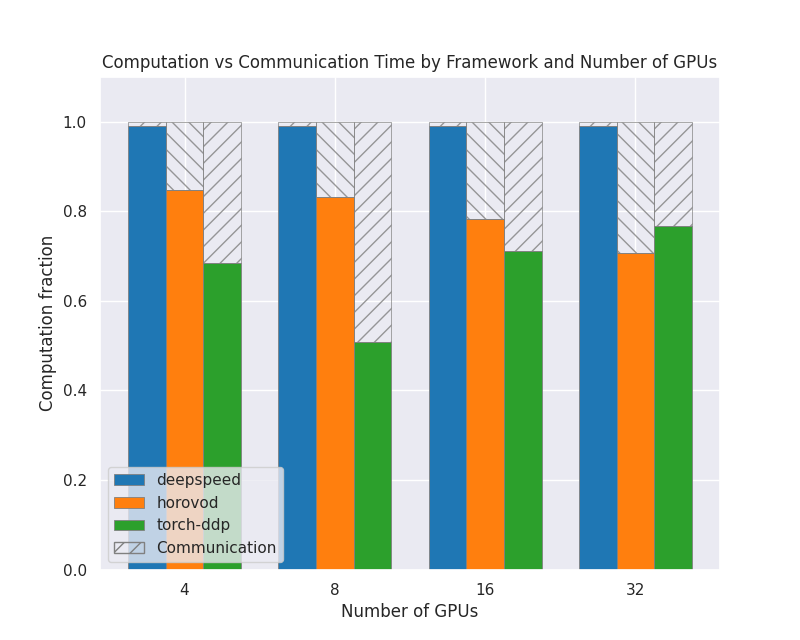 Computation vs Communication Time by Framework and Number of GPUs
Computation fraction
1.0
0.8
0.6
0.4
0.2
0.0
deepspeed
horovod
torch-ddp
Communication
4 8 16 32
Number of GPUs